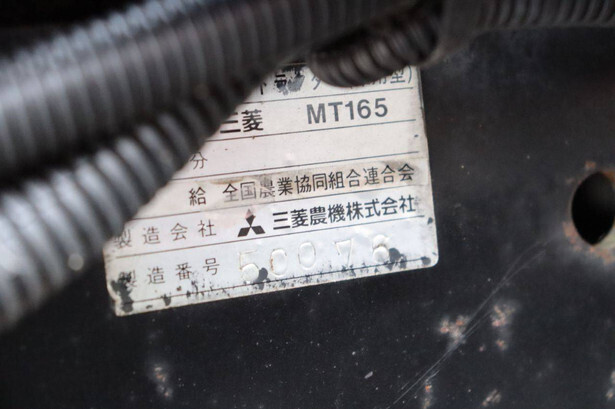 三菱 MT165
分
給 全国農業協同組合連合会
製造会社 三菱農機株式会社
製造番号 50078